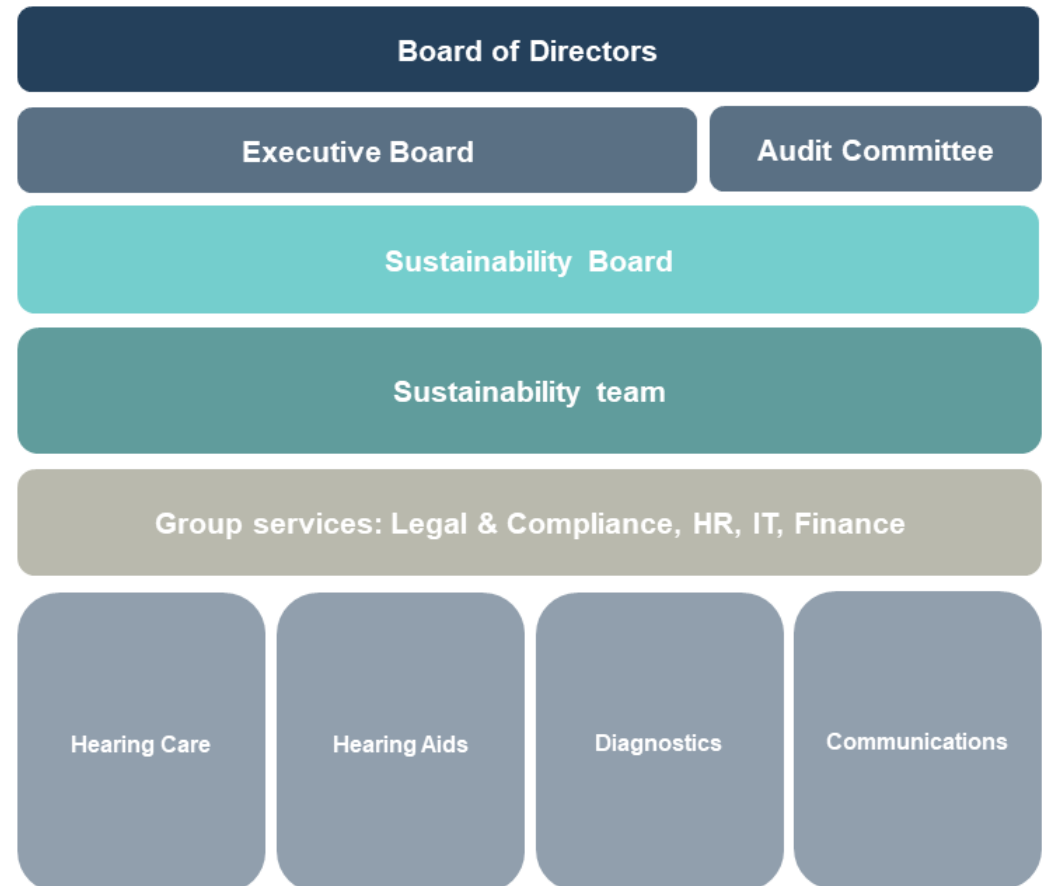 Board of Directors
Executive Board
Audit Committee
Sustainability Board
Sustainability team
Group services: Legal & Compliance, HR, IT, Finance
Hearing Care
Hearing Aids
Diagnostics
Communications